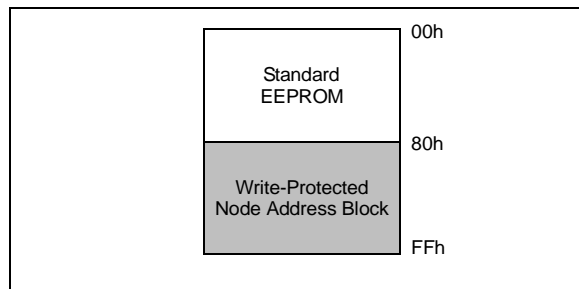 00h
Standard
EEPROM
80h
Write-Protected
Node Address Block
FFh